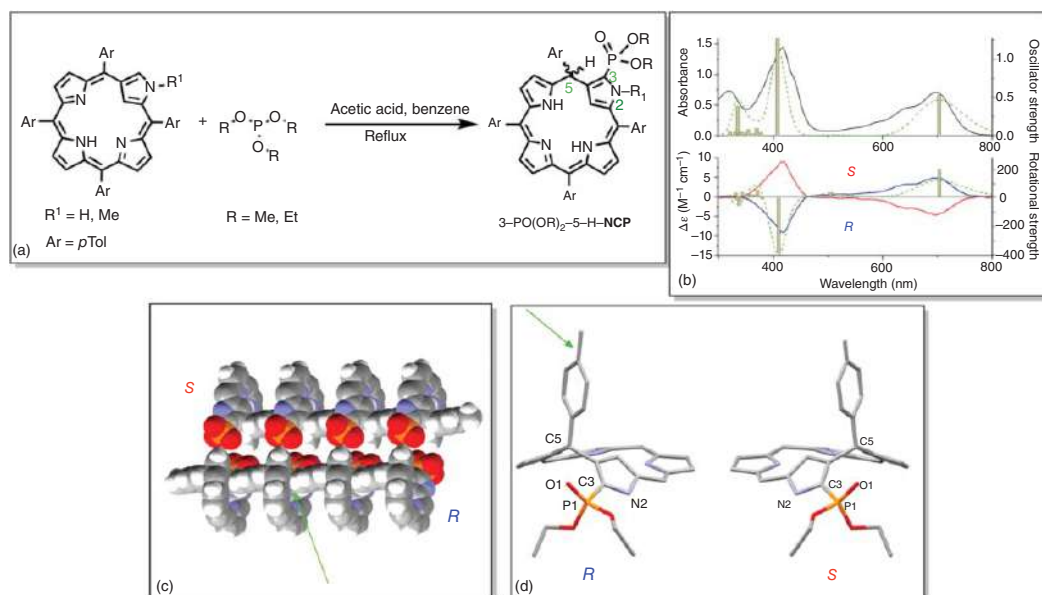 Ar
N-R¹
N
Ar
Ar
NH
N
Ar
R¹ = H, Me
Ar = pTol
+
R
O
O
R
P
O
R
R = Me, Et
Acetic acid, benzene
Reflux
O
OR
P
OR
Ar
H
3
5
N-R₁
NH
2
Ar
Ar
N
HN
Ar
3–PO(OR)₂–5–H–NCP
(a)
Absorbance
1.5
1.0
0.5
0.0
1.0
0.5
0.0
Oscillator strength
Δε (M⁻¹ cm⁻¹)
10
5
0
−5
−10
−15
200
0
−200
−400
Rotational strength
S
R
400
600
800
Wavelength (nm)
(b)
S
R
(c)
C5
O1
C3
P1
N2
R
C5
C3
O1
N2
P1
S
(d)